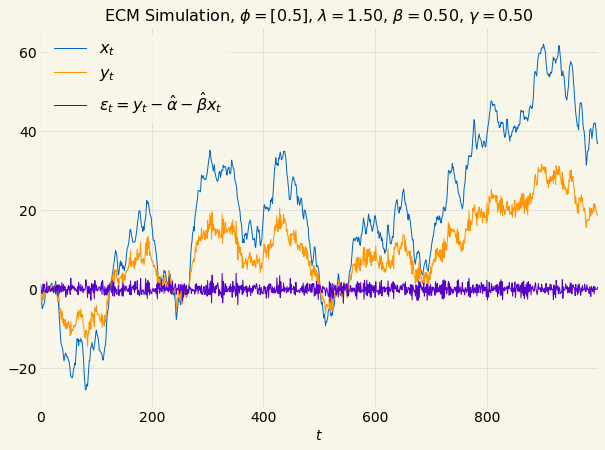 ECM Simulation, ϕ = [0.5], λ = 1.50, β = 0.50, γ = 0.50
x_t
y_t
ε_t = y_t − α̂ − β̂x_t
60
40
20
0
−20
0 200 400 600 800
t